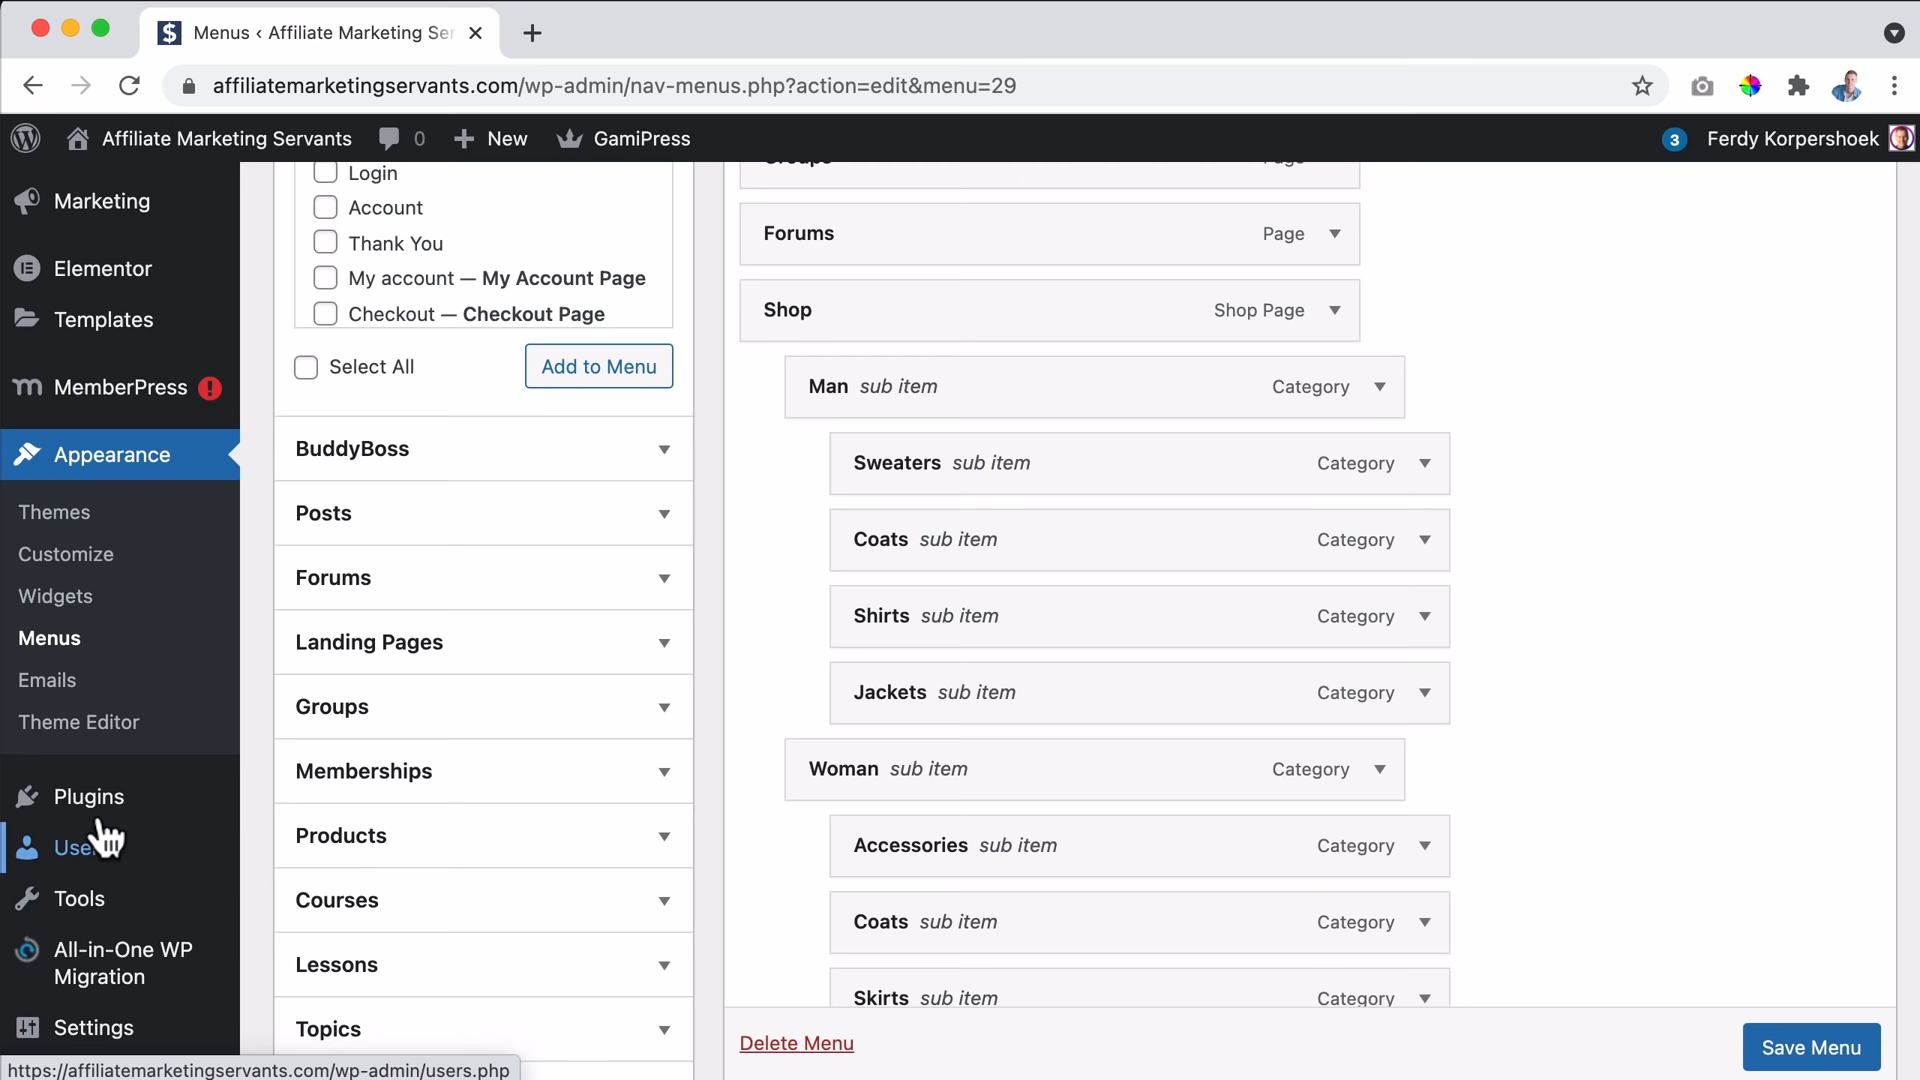 Menus ‹ Affiliate Marketing Ser
affiliatemarketingservants.com/wp-admin/nav-menus.php?action=edit&menu=29
Affiliate Marketing Servants
0
New
GamiPress
3
Ferdy Korpershoek
Marketing
Elementor
Templates
MemberPress
Appearance
Themes
Customize
Widgets
Menus
Emails
Theme Editor
Plugins
Tools
All-in-One WP
Migration
Settings
https://affiliatemarketingservants.com/wp-admin/users.php
Login
Account
Thank You
My account — My Account Page
Checkout — Checkout Page
Select All
Add to Menu
BuddyBoss
Posts
Forums
Landing Pages
Groups
Memberships
Products
Courses
Lessons
Topics
Forums Page
Shop Shop Page
Man sub item Category
Sweaters sub item Category
Coats sub item Category
Shirts sub item Category
Jackets sub item Category
Woman sub item Category
Accessories sub item Category
Coats sub item Category
Skirts sub item Category
Delete Menu
Save Menu